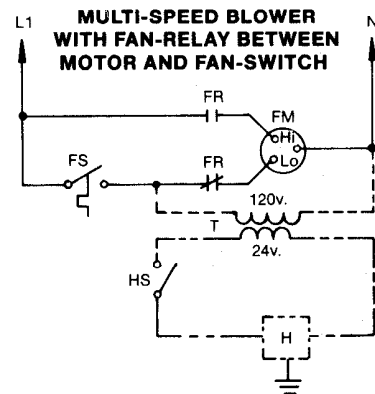 MULTI-SPEED BLOWER
WITH FAN-RELAY BETWEEN
MOTOR AND FAN-SWITCH
L1
N
FR
FM
Hi
Lo
FS
FR
120v.
T
24v.
HS
H